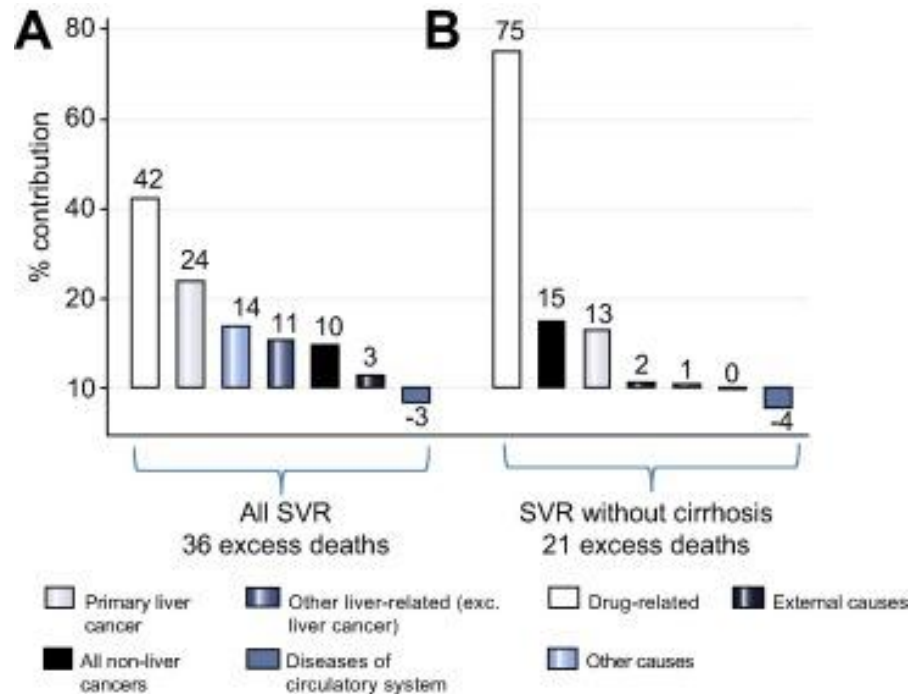 A
B
% contribution
80
60
40
20
10
42
24
14
11
10
3
-3
75
15
13
2
1
0
-4
All SVR
36 excess deaths
SVR without cirrhosis
21 excess deaths
Primary liver
cancer
Other liver-related (exc.
liver cancer)
Drug-related
External causes
All non-liver
cancers
Diseases of
circulatory system
Other causes